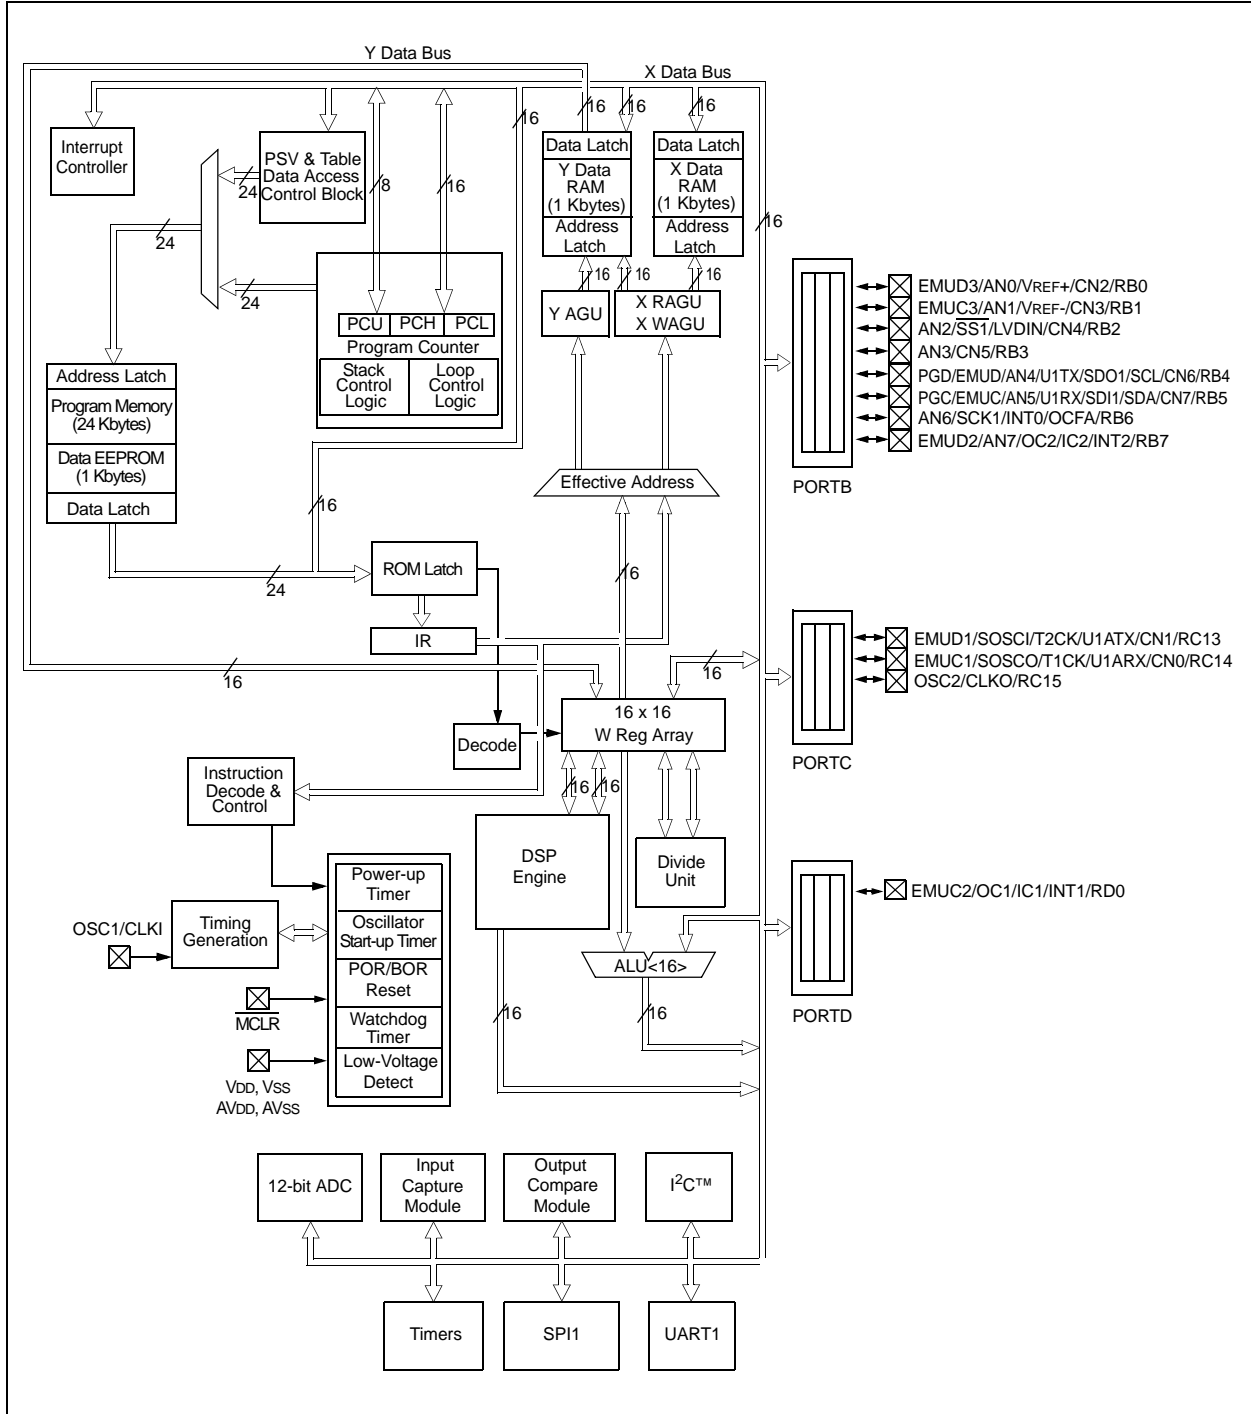 Y Data Bus
X Data Bus
16
16
16
16
Interrupt
Controller
PSV & Table
Data Access
Control Block
24
8
16
24
24
Data Latch
Y Data
RAM
(1 Kbytes)
Address
Latch
Data Latch
X Data
RAM
(1 Kbytes)
Address
Latch
16
16
16
16
Y AGU
X RAGU
X WAGU
PCU
PCH
PCL
Program Counter
Stack
Control
Logic
Loop
Control
Logic
Address Latch
Program Memory
(24 Kbytes)
Data EEPROM
(1 Kbytes)
Data Latch
16
24
Effective Address
ROM Latch
16
IR
16
16
16 x 16
W Reg Array
Decode
Instruction
Decode &
Control
16
16
DSP
Engine
Divide
Unit
Power-up
Timer
Oscillator
Start-up Timer
POR/BOR
Reset
Watchdog
Timer
Low-Voltage
Detect
OSC1/CLKI
Timing
Generation
MCLR
VDD, VSS
AVDD, AVSS
ALU<16>
16
16
EMUD3/AN0/VREF+/CN2/RB0
EMUC3/AN1/VREF-/CN3/RB1
AN2/SS1/LVDIN/CN4/RB2
AN3/CN5/RB3
PGD/EMUD/AN4/U1TX/SDO1/SCL/CN6/RB4
PGC/EMUC/AN5/U1RX/SDI1/SDA/CN7/RB5
AN6/SCK1/INT0/OCFA/RB6
EMUD2/AN7/OC2/IC2/INT2/RB7
PORTB
EMUD1/SOSCI/T2CK/U1ATX/CN1/RC13
EMUC1/SOSCO/T1CK/U1ARX/CN0/RC14
OSC2/CLKO/RC15
PORTC
EMUC2/OC1/IC1/INT1/RD0
PORTD
12-bit ADC
Input
Capture
Module
Output
Compare
Module
I²C™
Timers
SPI1
UART1